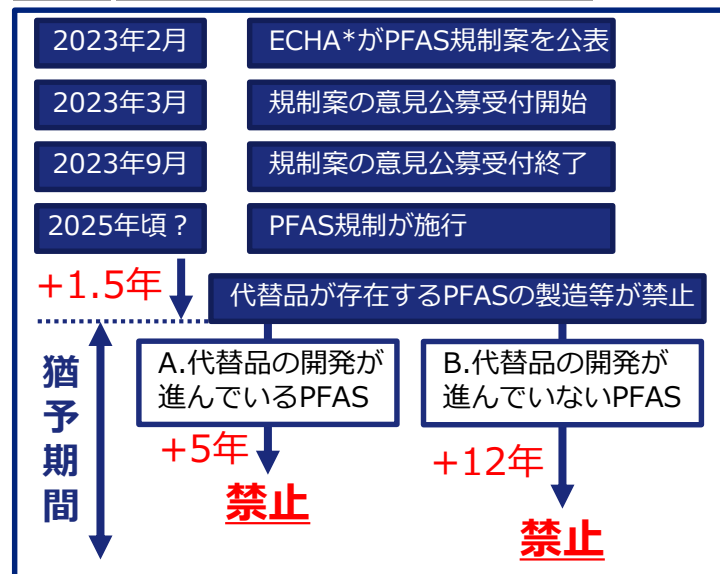 2023年2月 ECHA*がPFAS規制案を公表
2023年3月 規制案の意見公募受付開始
2023年9月 規制案の意見公募受付終了
2025年頃？ PFAS規制が施行
+1.5年
代替品が存在するPFASの製造等が禁止
猶予期間
A.代替品の開発が
進んでいるPFAS
B.代替品の開発が
進んでいないPFAS
+5年
+12年
禁止
禁止